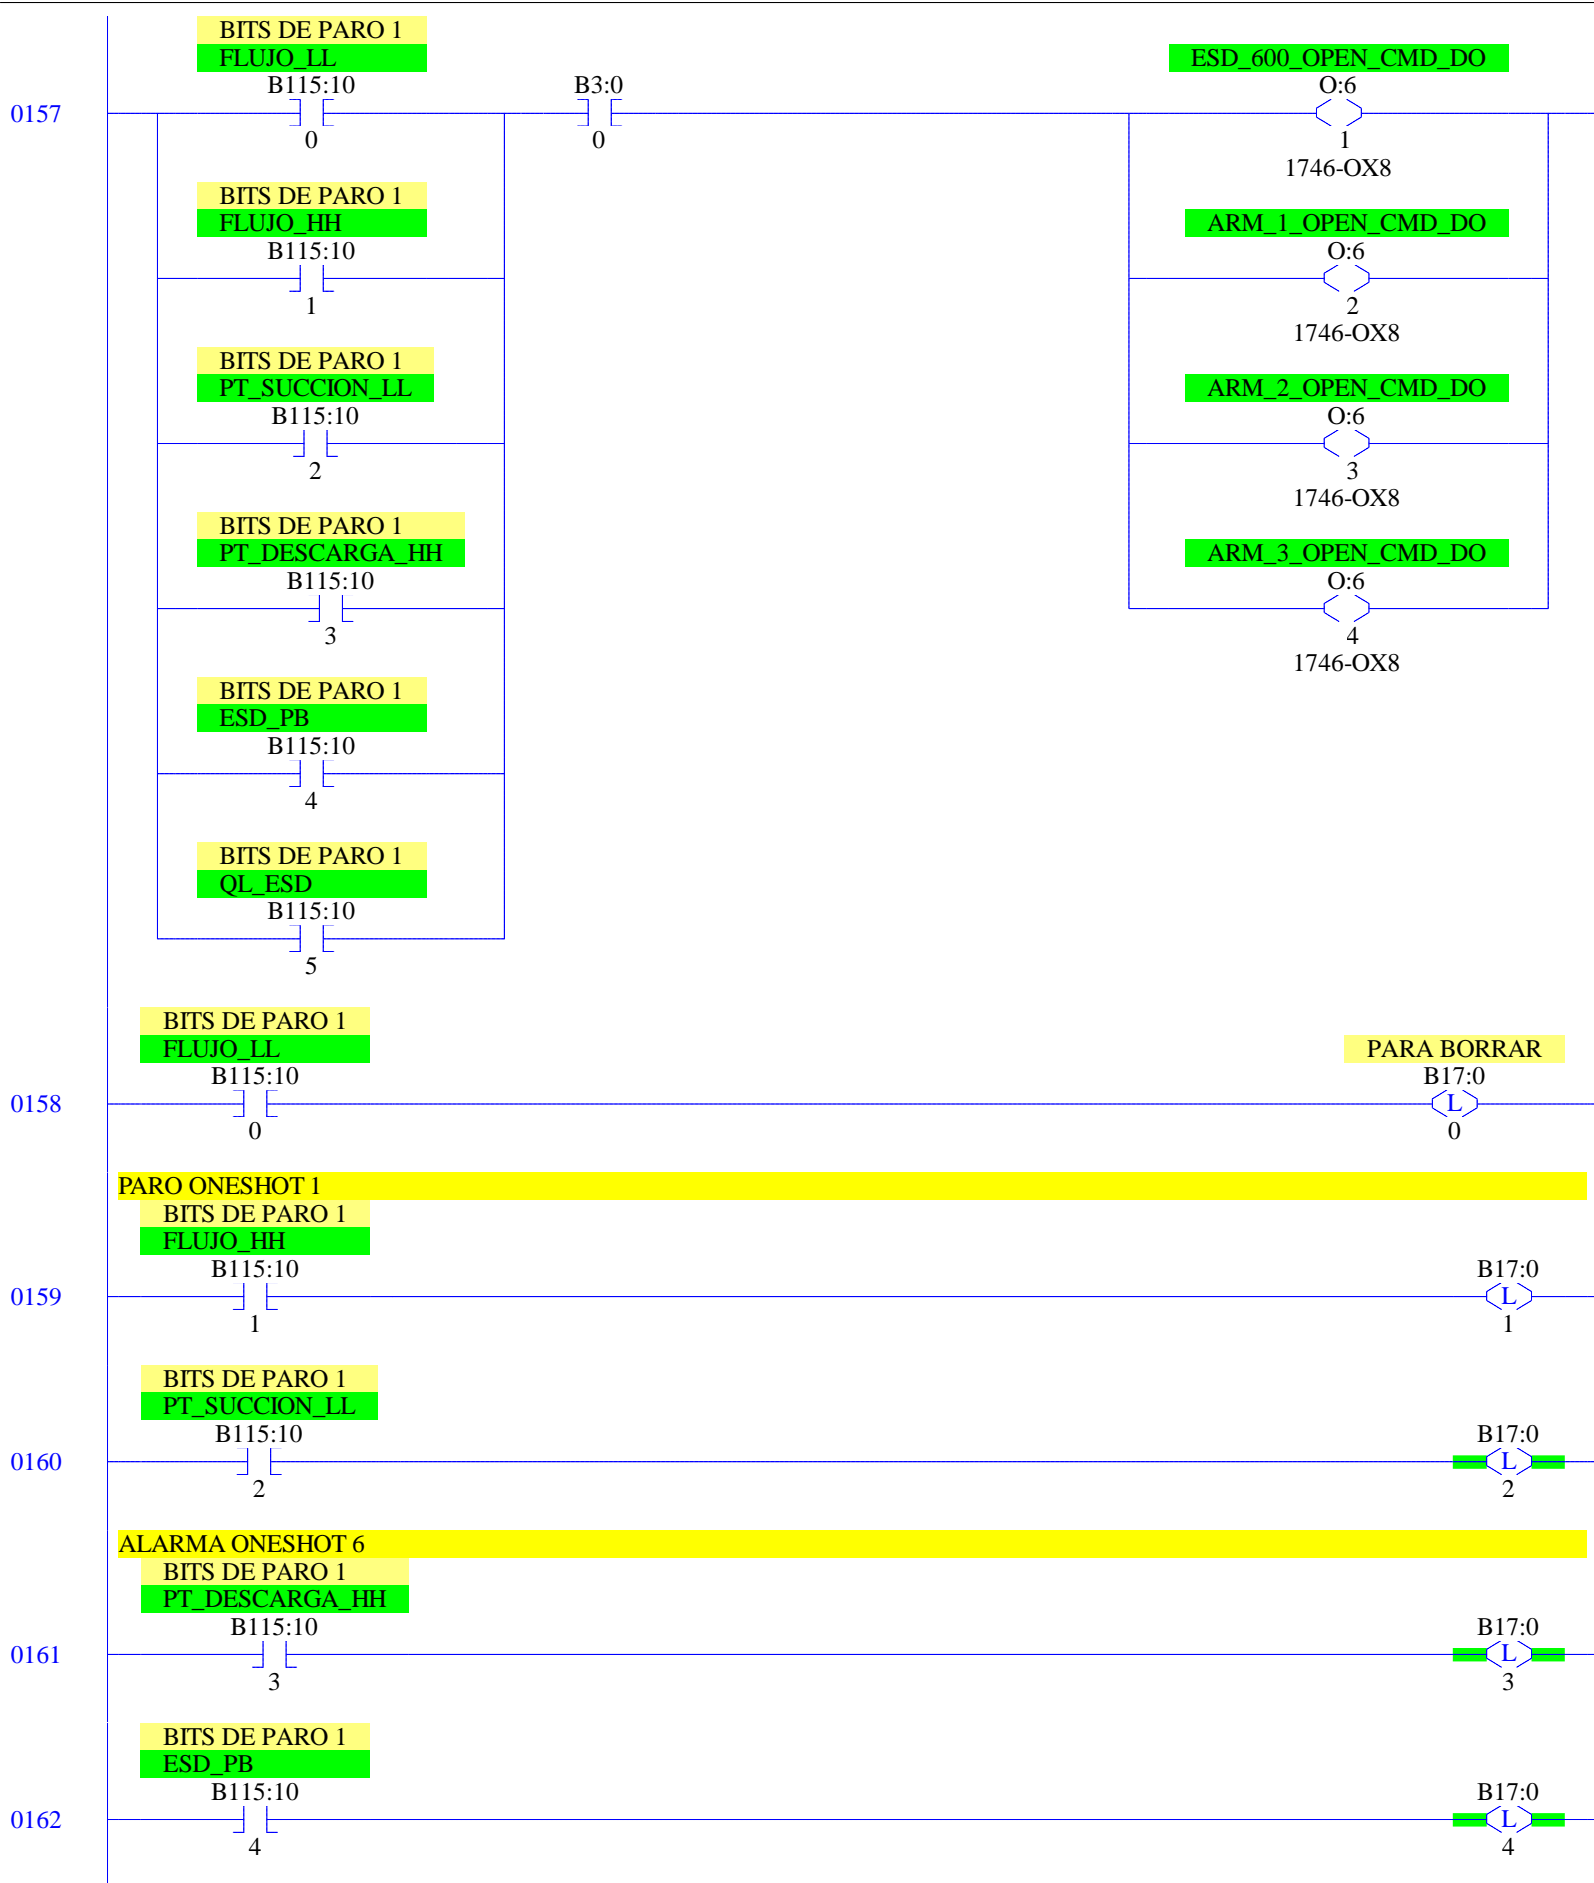 BITS DE PARO 1
FLUJO_LL
B115:10
0
B3:0
0
ESD_600_OPEN_CMD_DO
O:6
1
1746-OX8
0157
BITS DE PARO 1
FLUJO_HH
B115:10
1
ARM_1_OPEN_CMD_DO
O:6
2
1746-OX8
BITS DE PARO 1
PT_SUCCION_LL
B115:10
2
ARM_2_OPEN_CMD_DO
O:6
3
1746-OX8
BITS DE PARO 1
PT_DESCARGA_HH
B115:10
3
ARM_3_OPEN_CMD_DO
O:6
4
1746-OX8
BITS DE PARO 1
ESD_PB
B115:10
4
BITS DE PARO 1
QL_ESD
B115:10
5
BITS DE PARO 1
FLUJO_LL
B115:10
0
PARA BORRAR
B17:0
L
0
0158
PARO ONESHOT 1
BITS DE PARO 1
FLUJO_HH
B115:10
1
B17:0
L
1
0159
BITS DE PARO 1
PT_SUCCION_LL
B115:10
2
B17:0
L
2
0160
ALARMA ONESHOT 6
BITS DE PARO 1
PT_DESCARGA_HH
B115:10
3
B17:0
L
3
0161
BITS DE PARO 1
ESD_PB
B115:10
4
B17:0
L
4
0162